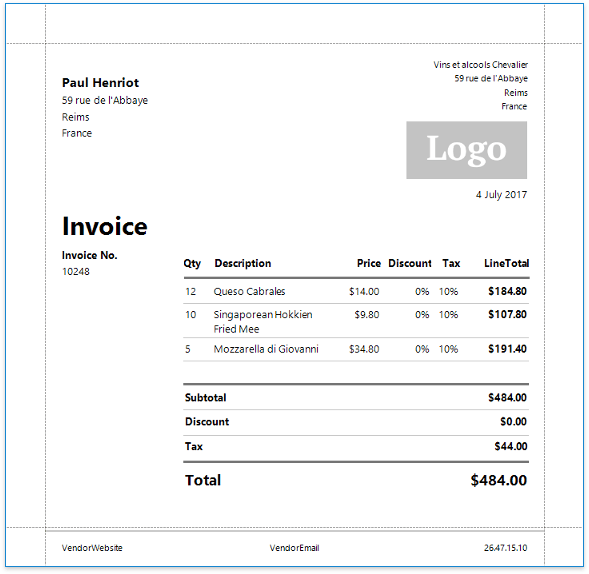 Vins et alcools Chevalier
59 rue de l'Abbaye
Reims
France
Paul Henriot
59 rue de l'Abbaye
Reims
France
Logo
4 July 2017
Invoice
Invoice No.
10248
Qty Description Price Discount Tax LineTotal
12 Queso Cabrales $14.00 0% 10% $184.80
10 Singaporean Hokkien $9.80 0% 10% $107.80
Fried Mee
5 Mozzarella di Giovanni $34.80 0% 10% $191.40
Subtotal $484.00
Discount $0.00
Tax $44.00
Total $484.00
VendorWebsite VendorEmail 26.47.15.10